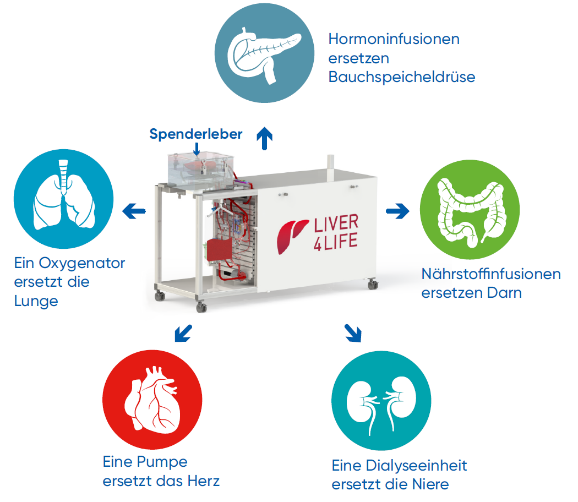 Hormoninfusionen
ersetzen
Bauchspeicheldrüse
Spenderleber
LIVER
4LIFE
Ein Oxygenator
ersetzt die
Lunge
Nährstoffinfusionen
ersetzen Darn
Eine Pumpe
ersetzt das Herz
Eine Dialyseeinheit
ersetzt die Niere